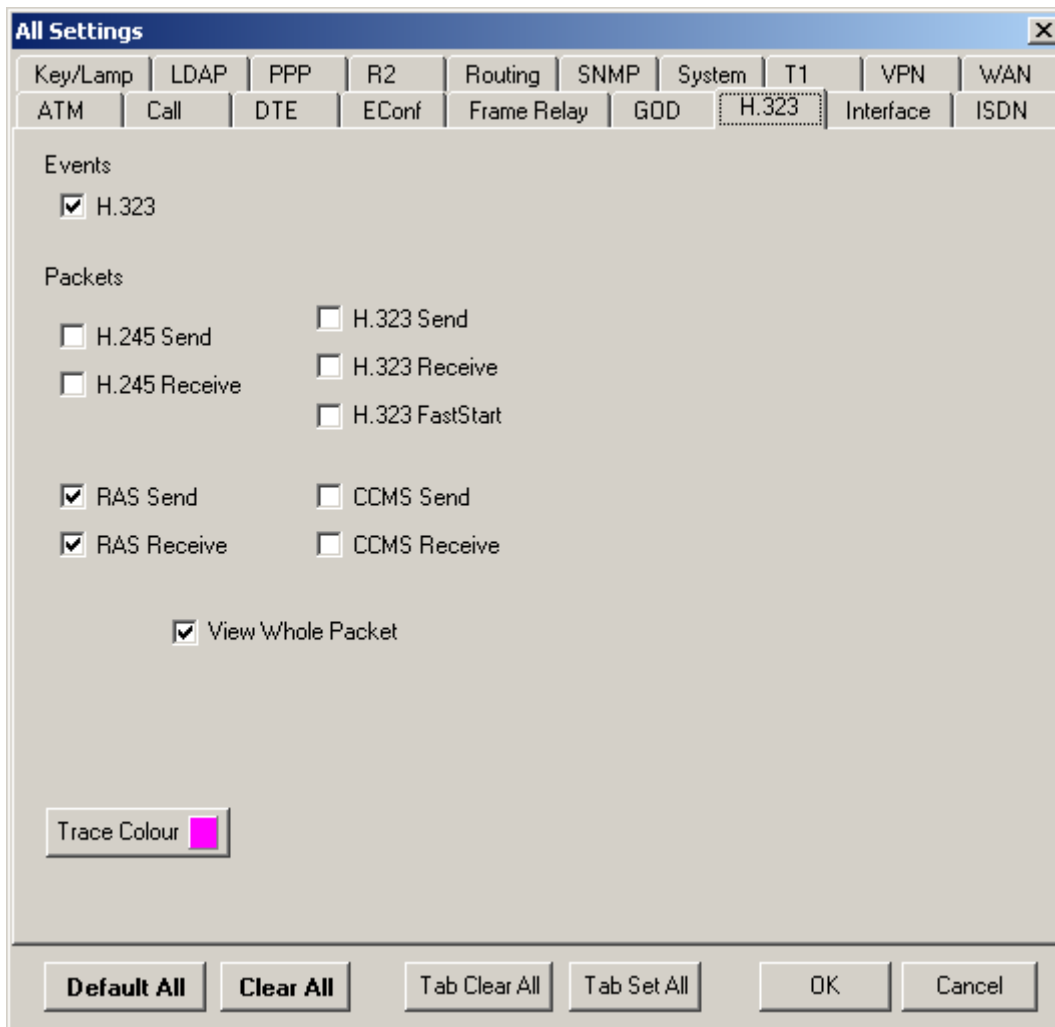 All Settings
Key/Lamp LDAP PPP R2 Routing SNMP System T1 VPN WAN
ATM Call DTE EConf Frame Relay GOD H.323 Interface ISDN
Events
H.323
Packets
H.245 Send
H.245 Receive
H.323 Send
H.323 Receive
H.323 FastStart
RAS Send
RAS Receive
CCMS Send
CCMS Receive
View Whole Packet
Trace Colour
Default All Clear All Tab Clear All Tab Set All OK Cancel